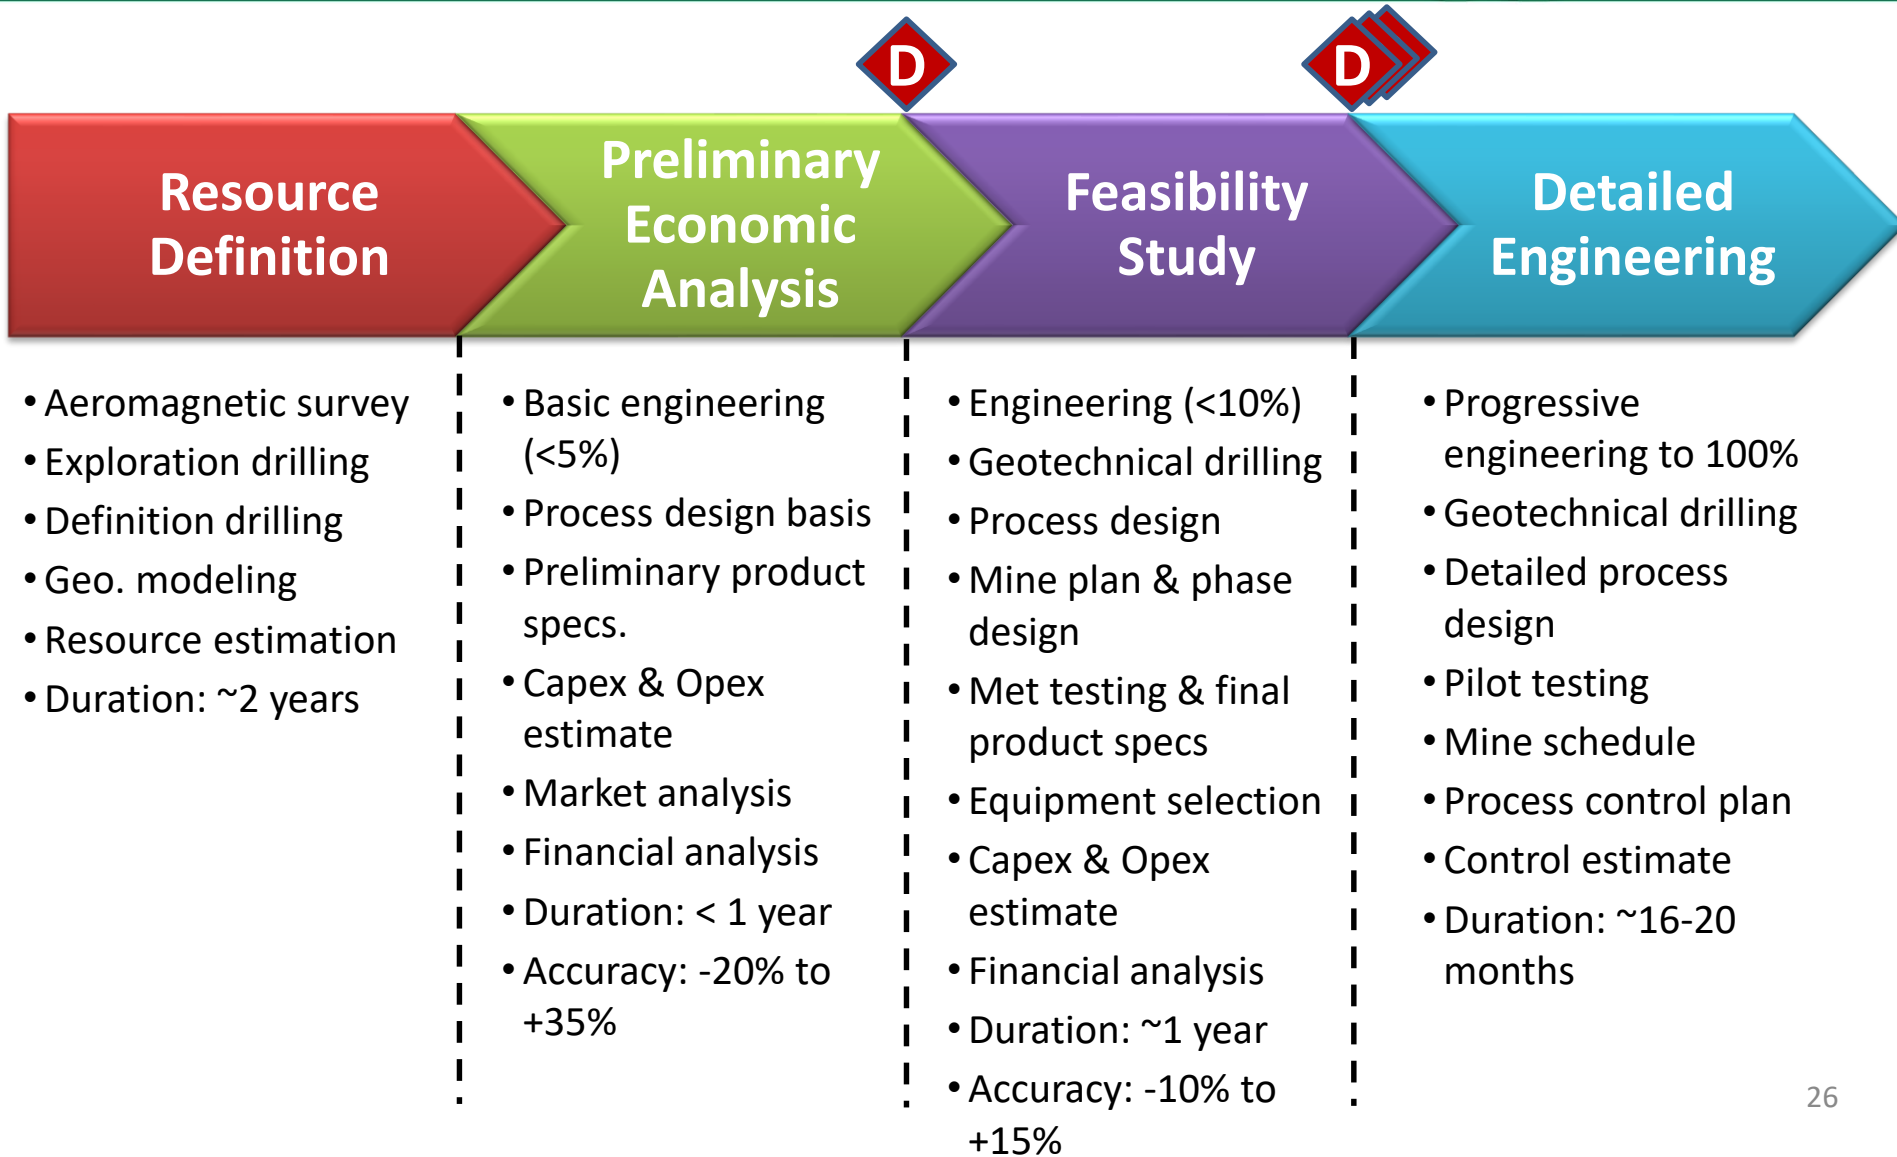 D
D
Resource
Definition
Preliminary
Economic
Analysis
Feasibility
Study
Detailed
Engineering
• Aeromagnetic survey
• Exploration drilling
• Definition drilling
• Geo. modeling
• Resource estimation
• Duration: ~2 years
• Basic engineering
(<5%)
• Process design basis
• Preliminary product
specs.
• Capex & Opex
estimate
• Market analysis
• Financial analysis
• Duration: < 1 year
• Accuracy: -20% to
+35%
• Engineering (<10%)
• Geotechnical drilling
• Process design
• Mine plan & phase
design
• Met testing & final
product specs
• Equipment selection
• Capex & Opex
estimate
• Financial analysis
• Duration: ~1 year
• Accuracy: -10% to
+15%
• Progressive
engineering to 100%
• Geotechnical drilling
• Detailed process
design
• Pilot testing
• Mine schedule
• Process control plan
• Control estimate
• Duration: ~16-20
months
26